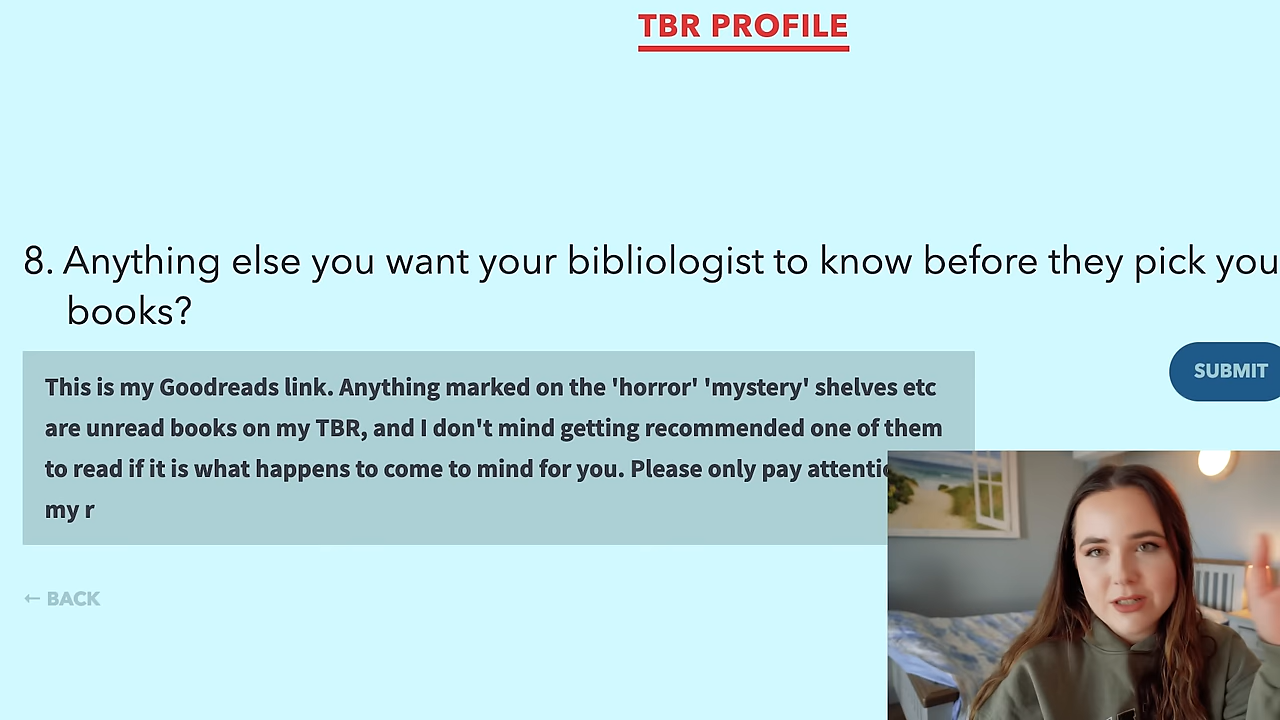 TBR PROFILE
8. Anything else you want your bibliologist to know before they pick you
books?
SUBMIT
This is my Goodreads link. Anything marked on the 'horror' 'mystery' shelves etc
are unread books on my TBR, and I don't mind getting recommended one of them
to read if it is what happens to come to mind for you. Please only pay attentio
my r
← BACK